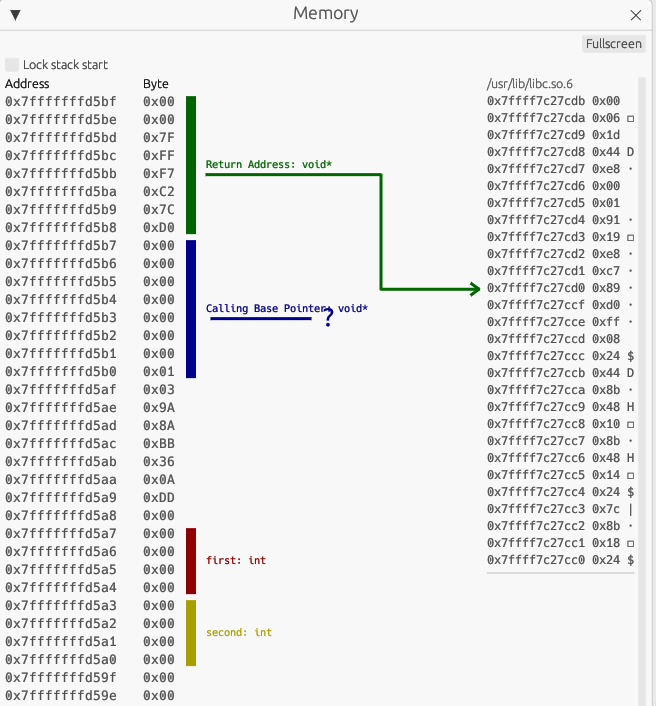 ▼ Memory ×
Fullscreen
Lock stack start
Address Byte
0x7fffffffd5bf 0x00
0x7fffffffd5be 0x00
0x7fffffffd5bd 0x7F
0x7fffffffd5bc 0xFF
0x7fffffffd5bb 0xF7
0x7fffffffd5ba 0xC2
0x7fffffffd5b9 0x7C
0x7fffffffd5b8 0xD0
0x7fffffffd5b7 0x00
0x7fffffffd5b6 0x00
0x7fffffffd5b5 0x00
0x7fffffffd5b4 0x00
0x7fffffffd5b3 0x00
0x7fffffffd5b2 0x00
0x7fffffffd5b1 0x00
0x7fffffffd5b0 0x01
0x7fffffffd5af 0x03
0x7fffffffd5ae 0x9A
0x7fffffffd5ad 0x8A
0x7fffffffd5ac 0xBB
0x7fffffffd5ab 0x36
0x7fffffffd5aa 0x0A
0x7fffffffd5a9 0xDD
0x7fffffffd5a8 0x00
0x7fffffffd5a7 0x00
0x7fffffffd5a6 0x00
0x7fffffffd5a5 0x00
0x7fffffffd5a4 0x00
0x7fffffffd5a3 0x00
0x7fffffffd5a2 0x00
0x7fffffffd5a1 0x00
0x7fffffffd5a0 0x00
0x7fffffffd59f 0x00
0x7fffffffd59e 0x00
Return Address: void*
Calling Base Pointer: void*
?
first: int
second: int
/usr/lib/libc.so.6
0x7ffff7c27cdb 0x00
0x7ffff7c27cda 0x06 □
0x7ffff7c27cd9 0x1d
0x7ffff7c27cd8 0x44 D
0x7ffff7c27cd7 0xe8 ·
0x7ffff7c27cd6 0x00
0x7ffff7c27cd5 0x01
0x7ffff7c27cd4 0x91 ·
0x7ffff7c27cd3 0x19 □
0x7ffff7c27cd2 0xe8 ·
0x7ffff7c27cd1 0xc7 ·
0x7ffff7c27cd0 0x89 ·
0x7ffff7c27ccf 0xd0 ·
0x7ffff7c27cce 0xff ·
0x7ffff7c27ccd 0x08
0x7ffff7c27ccc 0x24 $
0x7ffff7c27ccb 0x44 D
0x7ffff7c27cca 0x8b ·
0x7ffff7c27cc9 0x48 H
0x7ffff7c27cc8 0x10 □
0x7ffff7c27cc7 0x8b ·
0x7ffff7c27cc6 0x48 H
0x7ffff7c27cc5 0x14 □
0x7ffff7c27cc4 0x24 $
0x7ffff7c27cc3 0x7c |
0x7ffff7c27cc2 0x8b ·
0x7ffff7c27cc1 0x18 □
0x7ffff7c27cc0 0x24 $